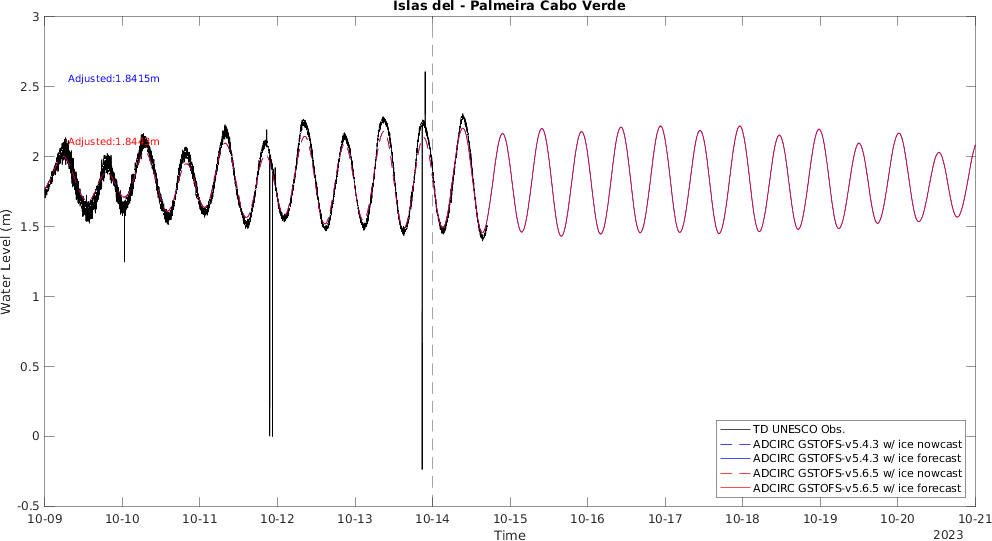 Islas del - Palmeira Cabo Verde
3
2.5
2
1.5
1
0.5
0
-0.5
Water Level (m)
Adjusted:1.8415m
TD UNESCO Obs.
ADCIRC GSTOFS-v5.4.3 w/ ice nowcast
ADCIRC GSTOFS-v5.4.3 w/ ice forecast
ADCIRC GSTOFS-v5.6.5 w/ ice nowcast
ADCIRC GSTOFS-v5.6.5 w/ ice forecast
10-09 10-10 10-11 10-12 10-13 10-14 10-15 10-16 10-17 10-18 10-19 10-20 10-21
Time
2023